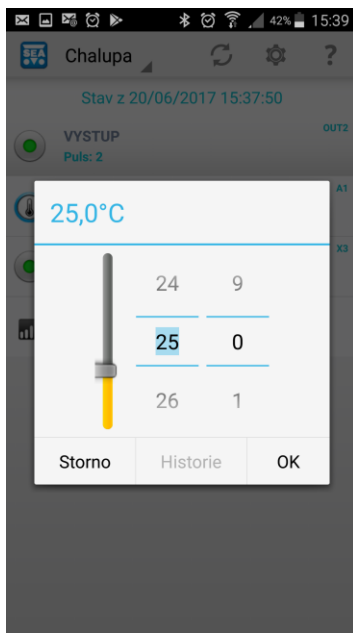 42% 15:39
SEA Chalupa ?
Stav z 20/06/2017 15:37:50
VYSTUP OUT2
Puls: 2
A1
25,0°C
X3
24 9
25 0
26 1
Storno Historie OK